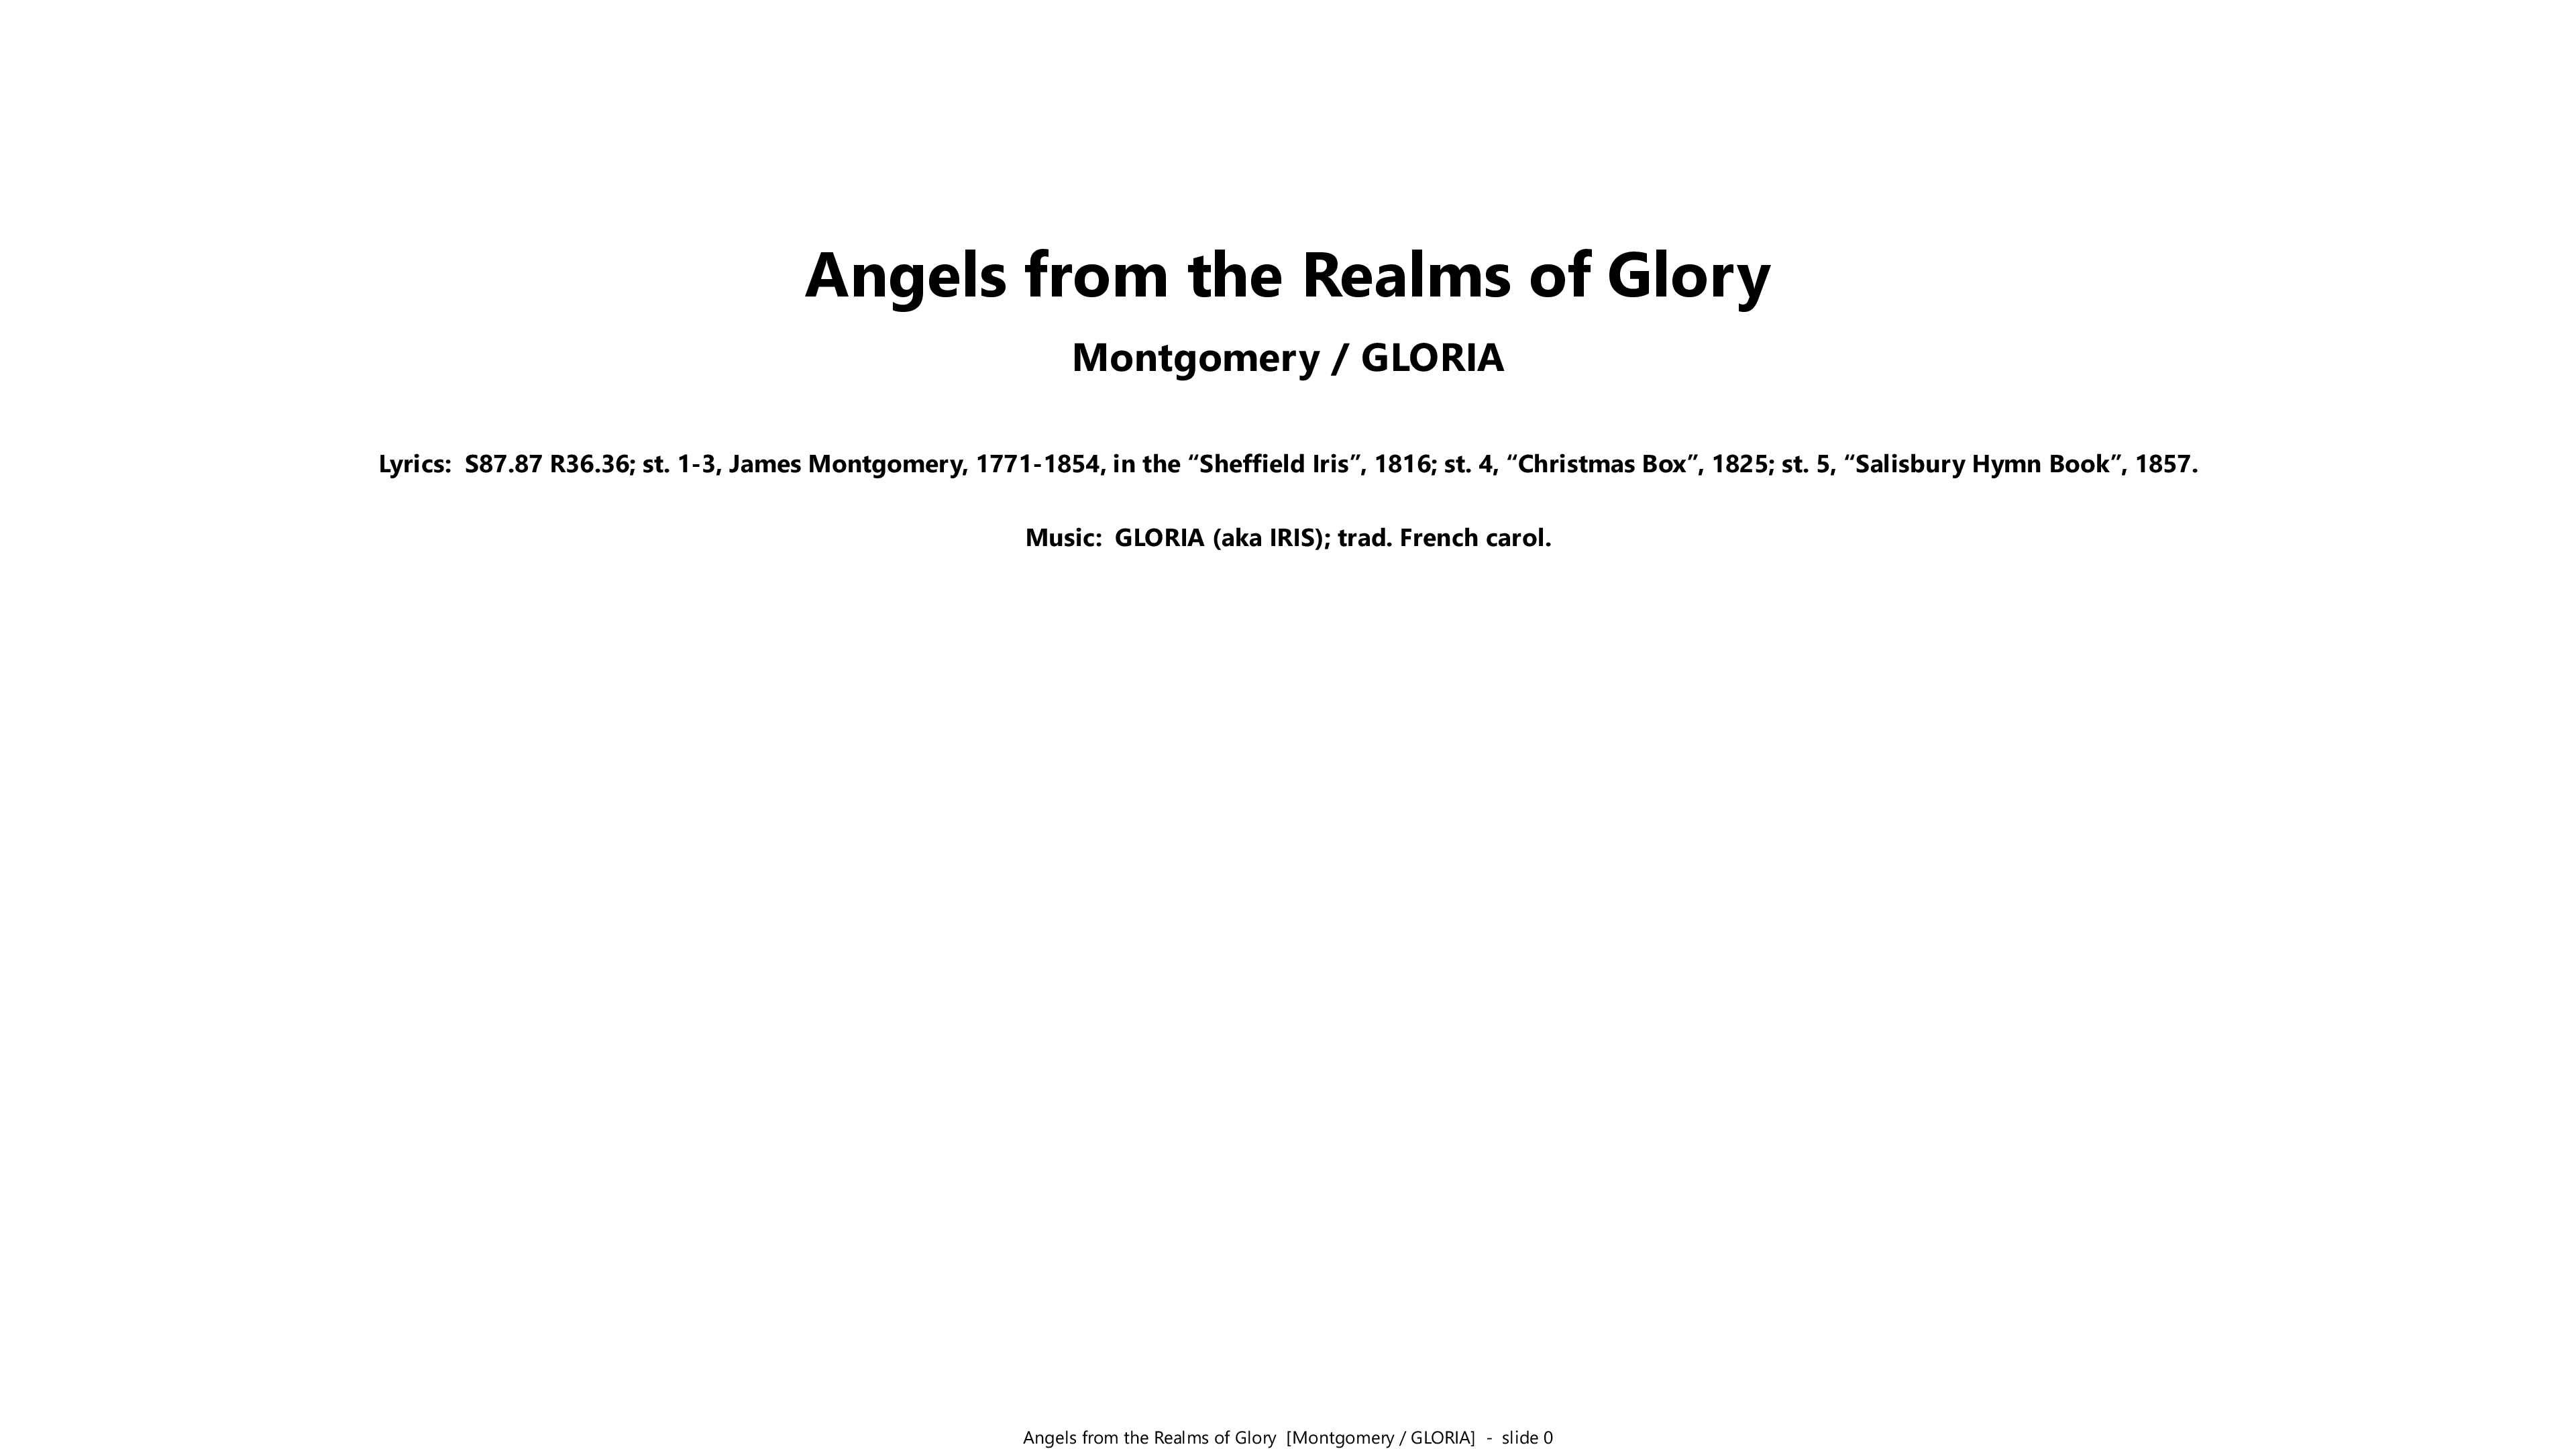 Angels from the Realms of Glory
Montgomery / GLORIA
Lyrics:  S87.87 R36.36; st. 1-3, James Montgomery, 1771-1854, in the “Sheffield Iris”, 1816; st. 4, “Christmas Box”, 1825; st. 5, “Salisbury Hymn Book”, 1857.
Music:  GLORIA (aka IRIS); trad. French carol.
Angels from the Realms of Glory  [Montgomery / GLORIA]  -  slide 0